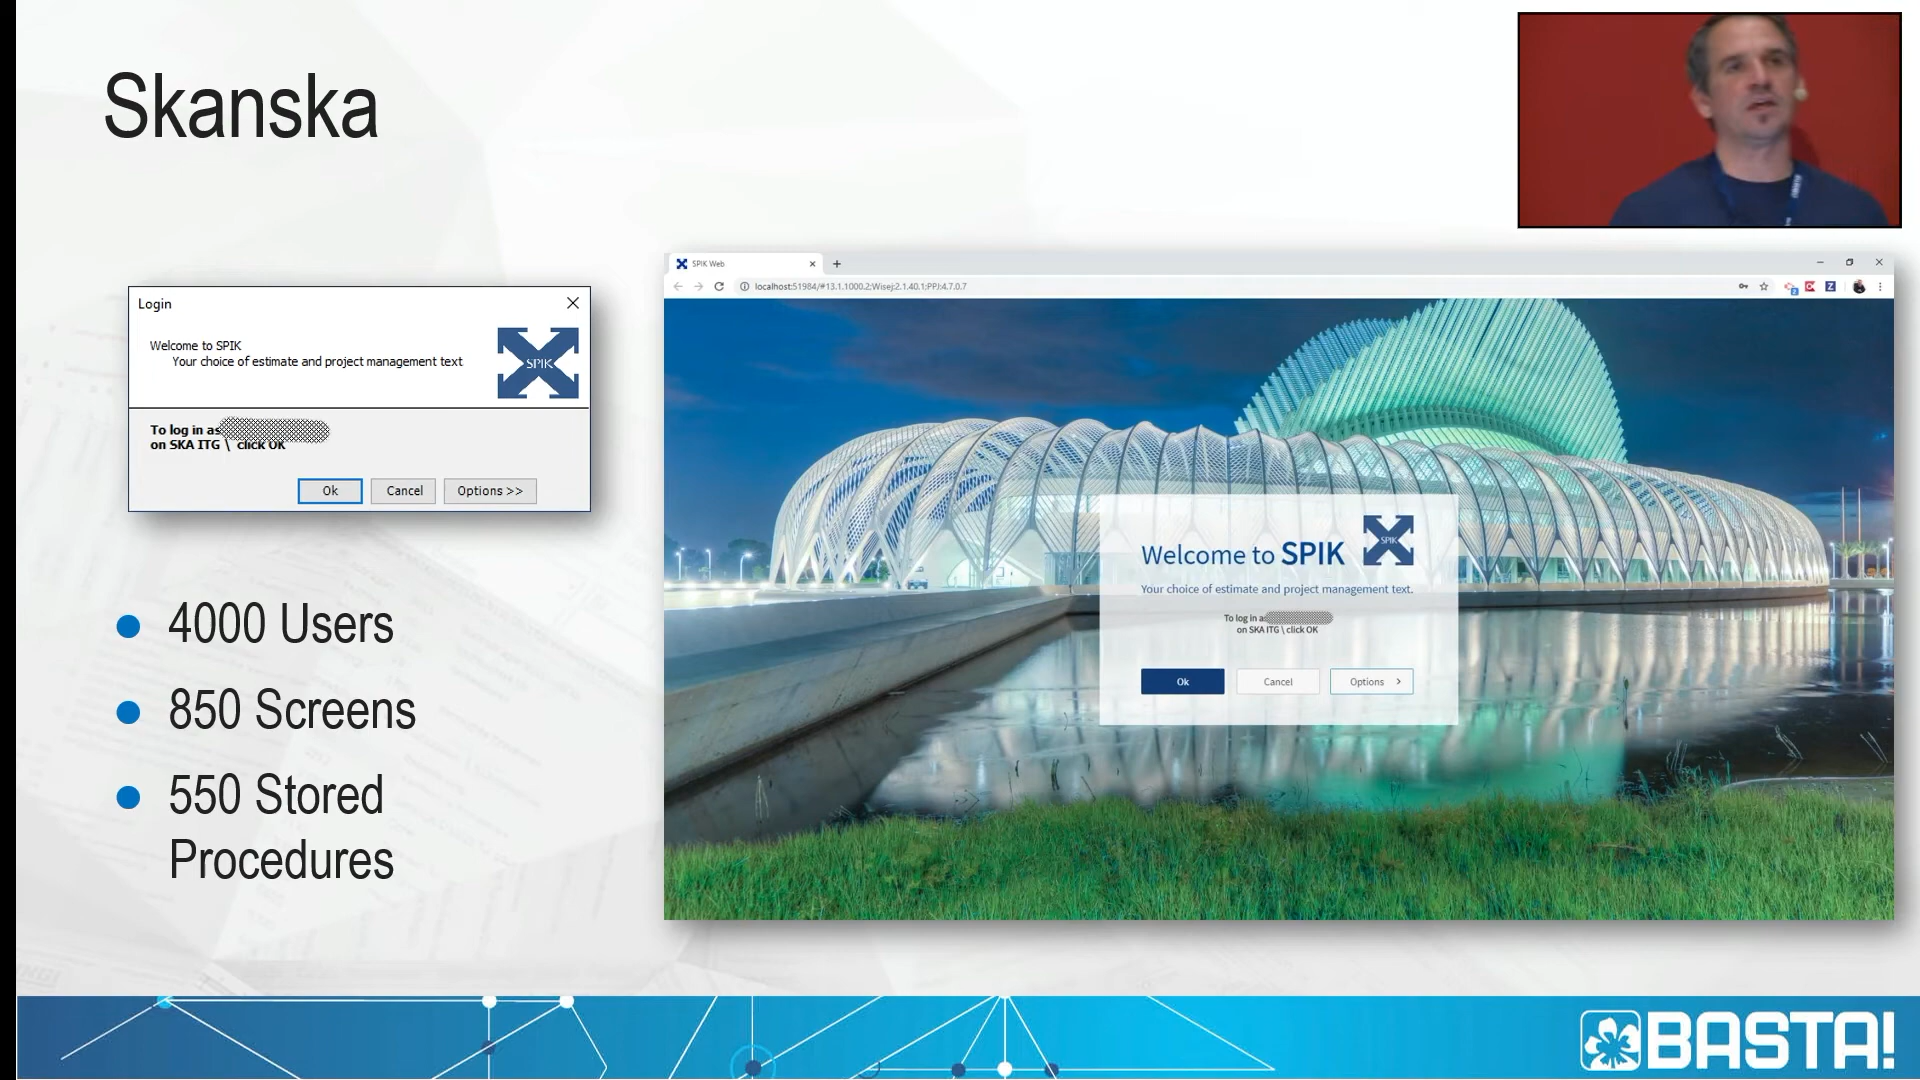 Skanska
Login
Welcome to SPIK
Your choice of estimate and project management text
SPIK
To log in as
on SKA ITG \ click OK
Ok
Cancel
Options >>
4000 Users
850 Screens
550 Stored
Procedures
SPIK Web
localhost:51984/#13.1.1000.2;Wisej:2.1.40.1;PPJ:4.7.0.7
Welcome to SPIK
SPIK
Your choice of estimate and project management text.
To log in as
on SKA ITG \ click OK
Ok
Cancel
Options >
BASTA!